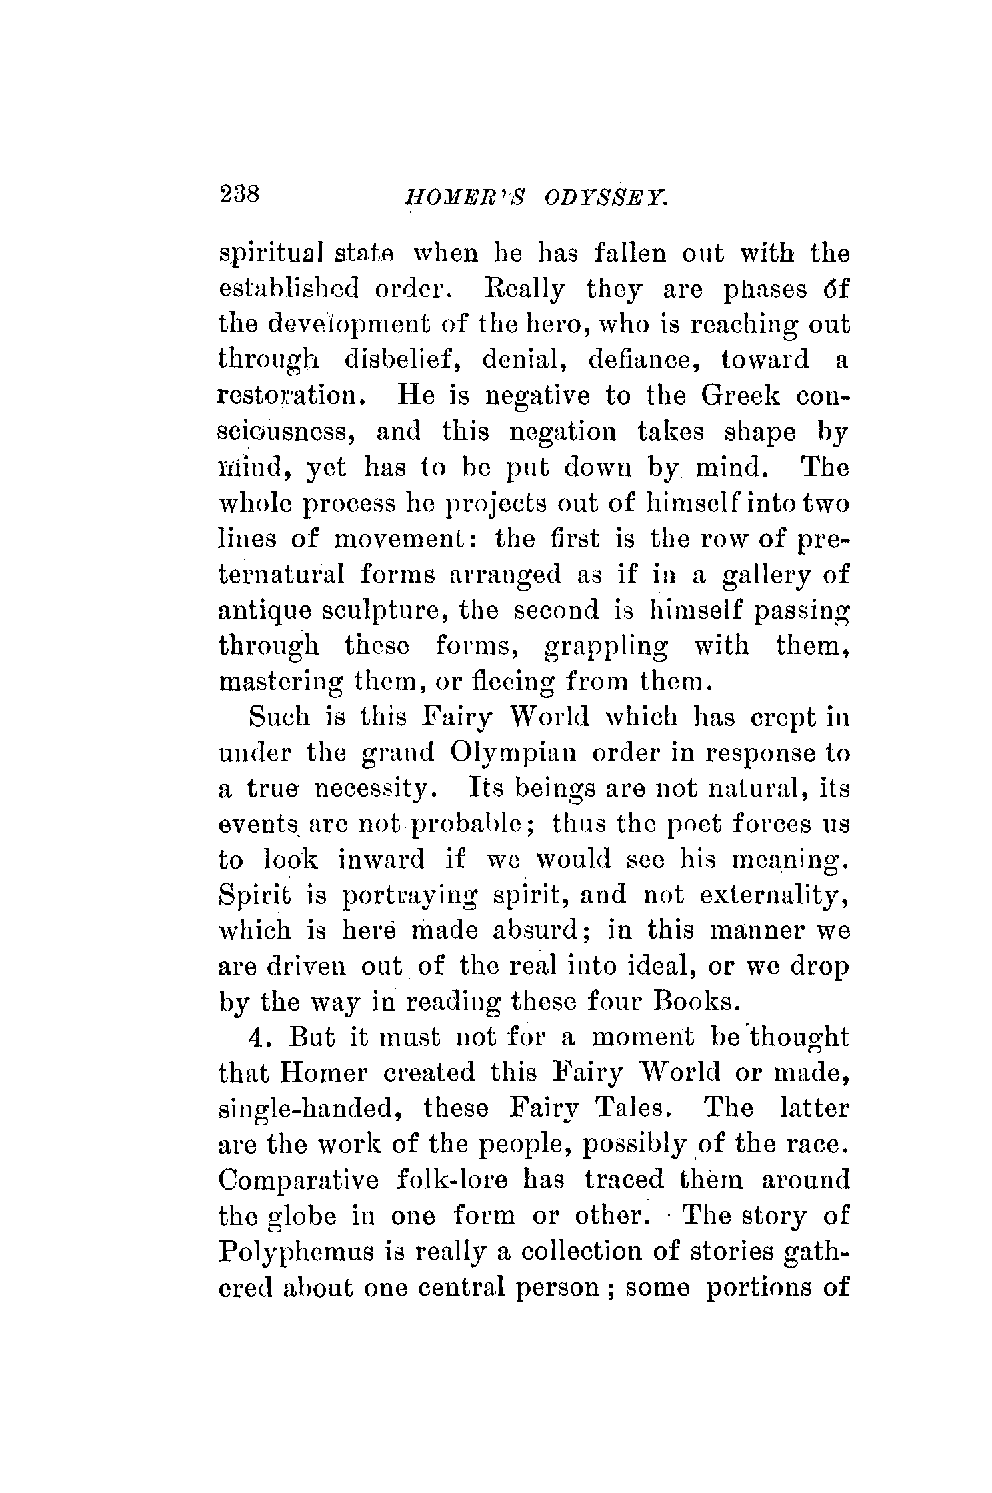 238 HOMER'S ODYSSEY.
spiritual state when he has fallen out with the
established order. Really they are phases of
the development of the hero, who is reaching out
through disbelief, denial, defiance, toward a
restoration. He is negative to the Greek con-
sciousness, and this negation takes shape by
mind, yet has to be put down by mind. The
whole process he projects out of himself into two
lines of movement: the first is the row of pre-
ternatural forms arranged as if in a gallery of
antique sculpture, the second is himself passing
through these forms, grappling with them,
mastering them, or fleeing from them.
Such is this Fairy World which has crept in
under the grand Olympian order in response to
a true necessity. Its beings are not natural, its
events are not probable; thus the poet forces us
to look inward if we would see his meaning.
Spirit is portraying spirit, and not externality,
which is here made absurd; in this manner we
are driven out of the real into ideal, or we drop
by the way in reading these four Books.
4. But it must not for a moment be thought
that Homer created this Fairy World or made,
single-handed, these Fairy Tales. The latter
are the work of the people, possibly of the race.
Comparative folk-lore has traced them around
the globe in one form or other. The story of
Polyphemus is really a collection of stories gath-
ered about one central person; some portions of